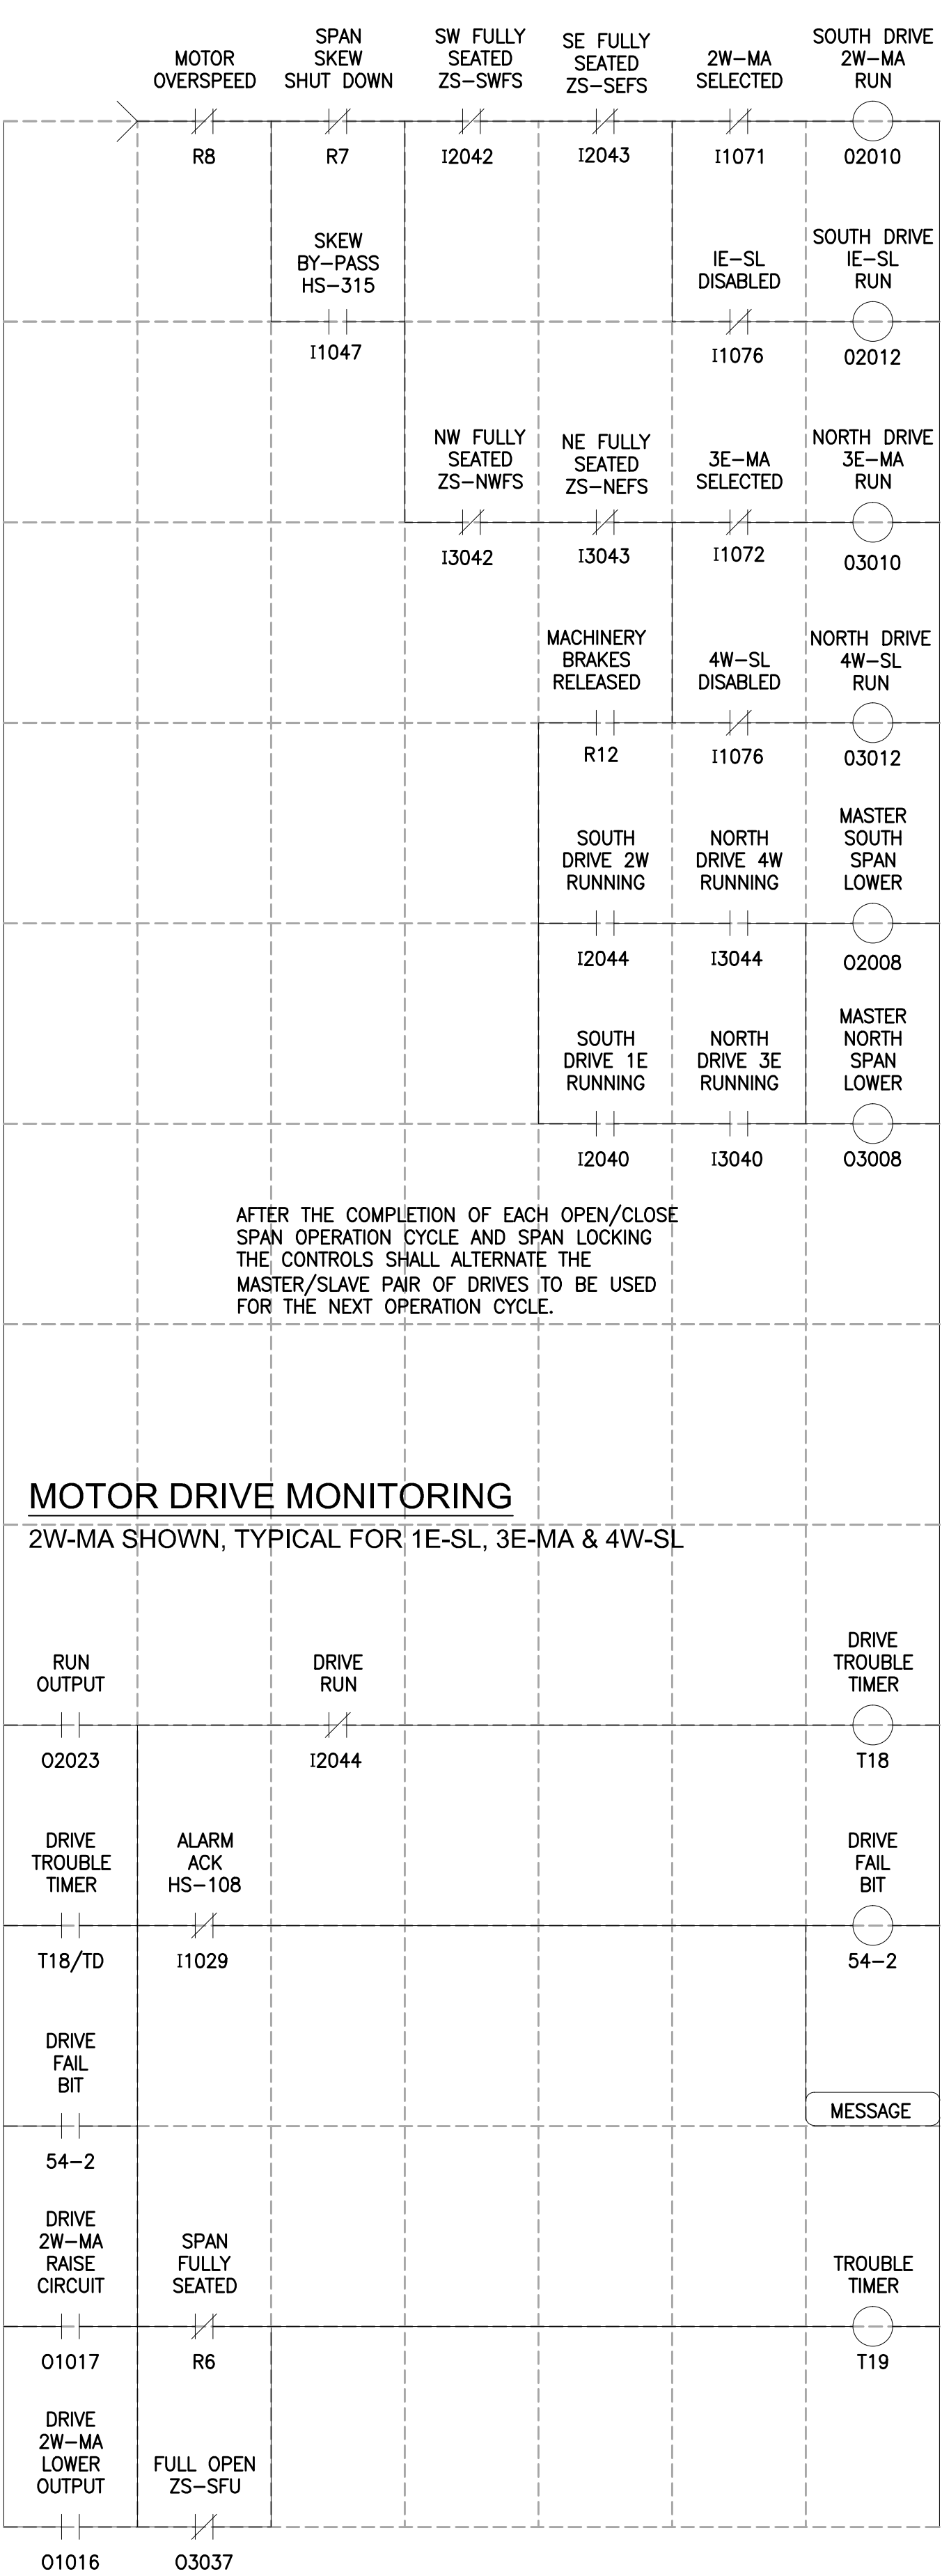 MOTOR
OVERSPEED
R8
SPAN
SKEW
SHUT DOWN
R7
SW FULLY
SEATED
ZS-SWFS
I2042
SE FULLY
SEATED
ZS-SEFS
I2043
2W-MA
SELECTED
I1071
SOUTH DRIVE
2W-MA
RUN
02010
SKEW
BY-PASS
HS-315
I1047
IE-SL
DISABLED
I1076
SOUTH DRIVE
IE-SL
RUN
02012
NW FULLY
SEATED
ZS-NWFS
I3042
NE FULLY
SEATED
ZS-NEFS
I3043
3E-MA
SELECTED
I1072
NORTH DRIVE
3E-MA
RUN
03010
MACHINERY
BRAKES
RELEASED
R12
4W-SL
DISABLED
I1076
NORTH DRIVE
4W-SL
RUN
03012
SOUTH
DRIVE 2W
RUNNING
I2044
NORTH
DRIVE 4W
RUNNING
I3044
MASTER
SOUTH
SPAN
LOWER
O2008
SOUTH
DRIVE 1E
RUNNING
I2040
NORTH
DRIVE 3E
RUNNING
I3040
MASTER
NORTH
SPAN
LOWER
O3008
AFTER THE COMPLETION OF EACH OPEN/CLOSE
SPAN OPERATION CYCLE AND SPAN LOCKING
THE CONTROLS SHALL ALTERNATE THE
MASTER/SLAVE PAIR OF DRIVES TO BE USED
FOR THE NEXT OPERATION CYCLE.
MOTOR DRIVE MONITORING
2W-MA SHOWN, TYPICAL FOR 1E-SL, 3E-MA & 4W-SL
RUN
OUTPUT
O2023
DRIVE
RUN
I2044
DRIVE
TROUBLE
TIMER
T18
DRIVE
TROUBLE
TIMER
T18/TD
ALARM
ACK
HS-108
I1029
DRIVE
FAIL
BIT
54-2
DRIVE
FAIL
BIT
54-2
MESSAGE
DRIVE
2W-MA
RAISE
CIRCUIT
O1017
SPAN
FULLY
SEATED
R6
TROUBLE
TIMER
T19
DRIVE
2W-MA
LOWER
OUTPUT
O1016
FULL OPEN
ZS-SFU
O3037